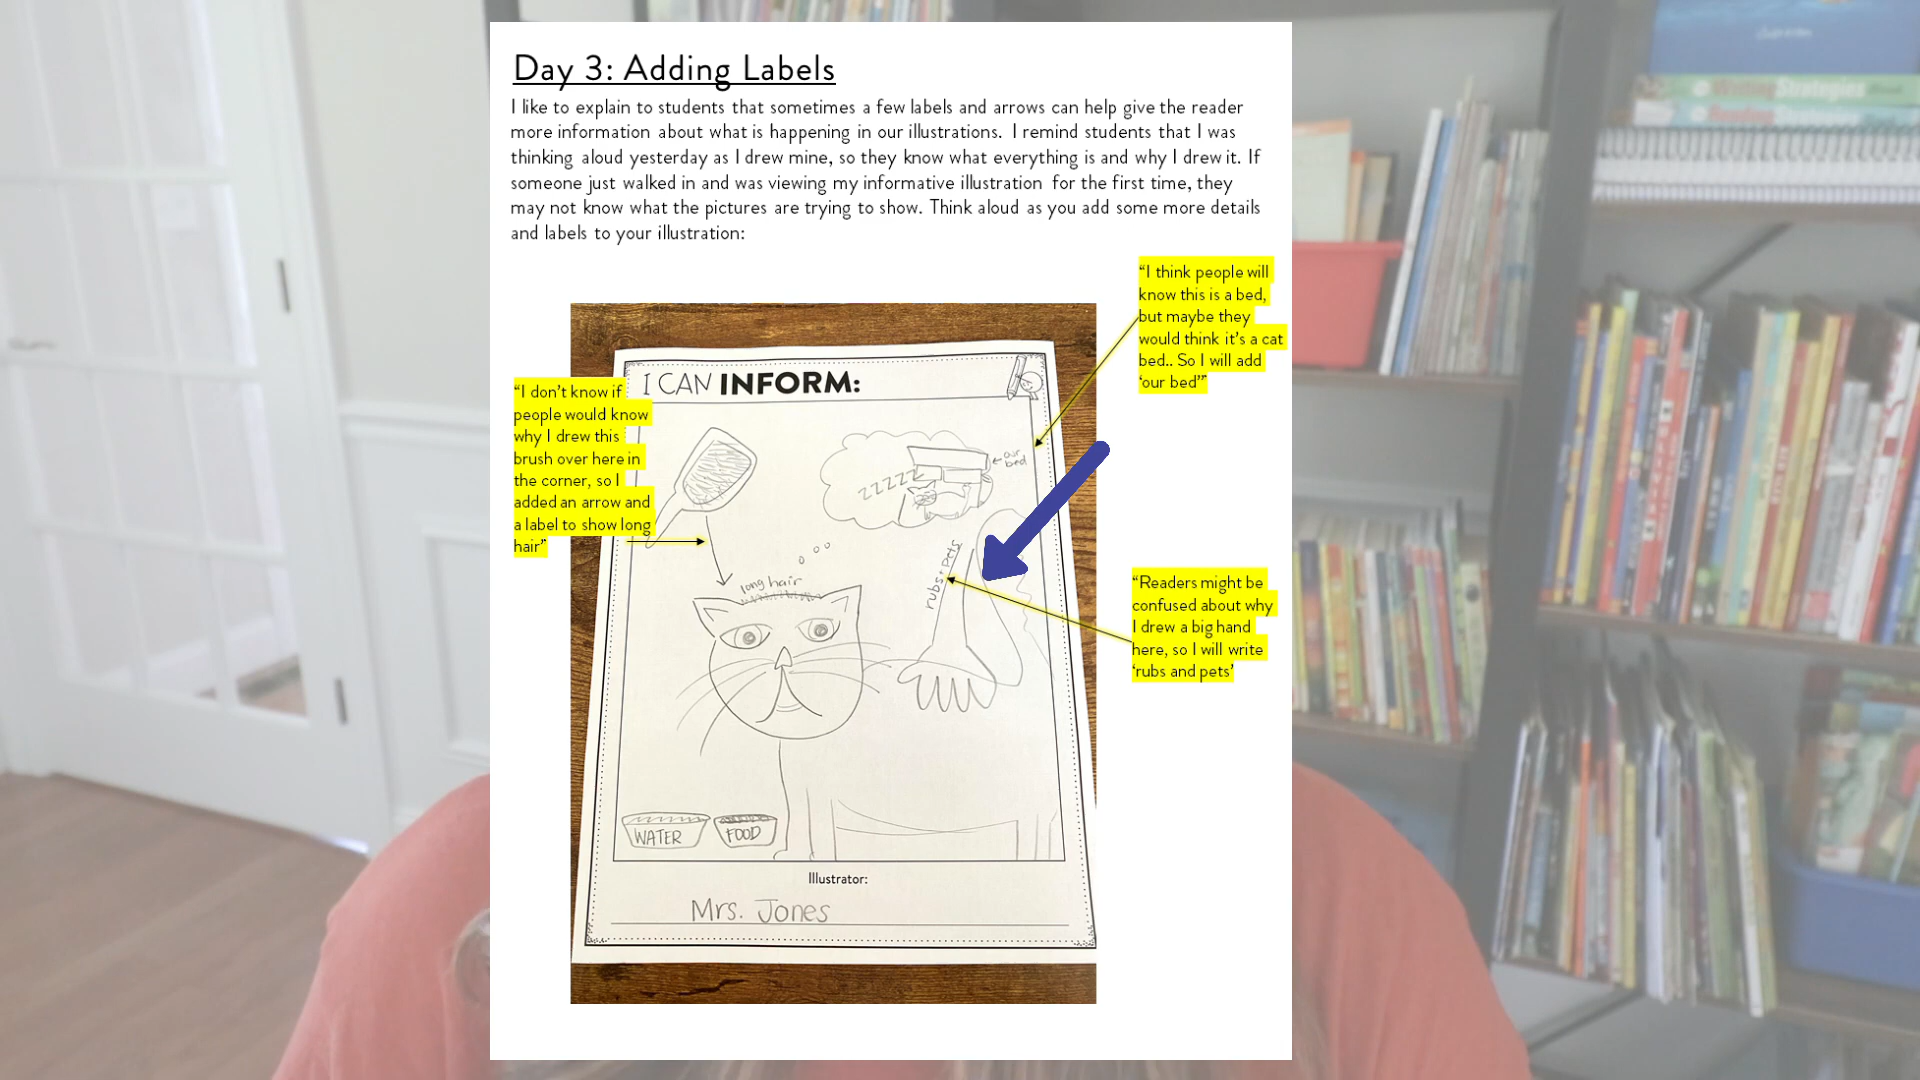 Day 3: Adding Labels
I like to explain to students that sometimes a few labels and arrows can help give the reader
more information about what is happening in our illustrations. I remind students that I was
thinking aloud yesterday as I drew mine, so they know what everything is and why I drew it. If
someone just walked in and was viewing my informative illustration for the first time, they
may not know what the pictures are trying to show. Think aloud as you add some more details
and labels to your illustration:
“I think people will
know this is a bed,
but maybe they
would think it’s a cat
bed.. So I will add
‘our bed’”
“I don’t know if
people would know
why I drew this
brush over here in
the corner, so I
added an arrow and
a label to show long
hair”
I CAN INFORM:
ZZZZZ
our
bed
rubs + pets
long hair
“Readers might be
confused about why
I drew a big hand
here, so I will write
‘rubs and pets’
WATER
FOOD
Illustrator:
Mrs. Jones
Writing Strategies
Reading Strategies